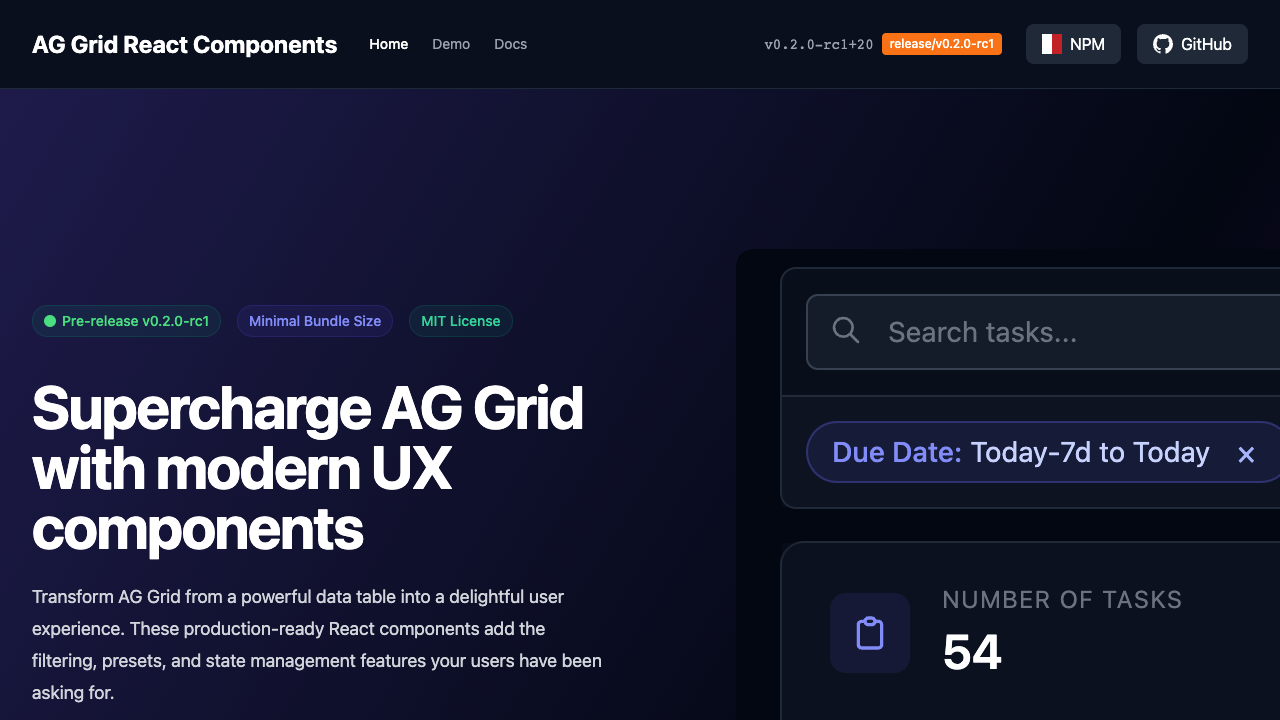 AG Grid React Components
Home
Demo
Docs
v0.2.0-rc1+20
release/v0.2.0-rc1
NPM
GitHub
Pre-release v0.2.0-rc1
Minimal Bundle Size
MIT License
Supercharge AG Grid
with modern UX
components
Transform AG Grid from a powerful data table into a delightful user
experience. These production-ready React components add the
filtering, presets, and state management features your users have been
asking for.
Search tasks...
Due Date: Today-7d to Today ×
NUMBER OF TASKS
54